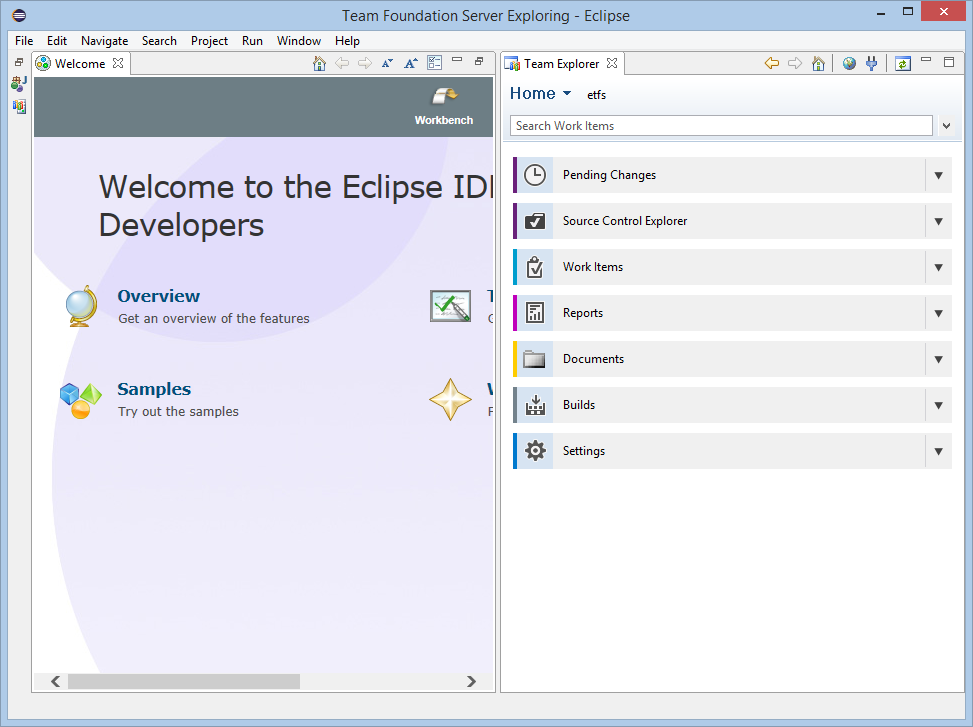 Team Foundation Server Exploring - Eclipse
File Edit Navigate Search Project Run Window Help
Welcome
Workbench
Welcome to the Eclipse
Developers
Overview
Get an overview of the features
Samples
Try out the samples
Team Explorer
Home etfs
Search Work Items
Pending Changes
Source Control Explorer
Work Items
Reports
Documents
Builds
Settings